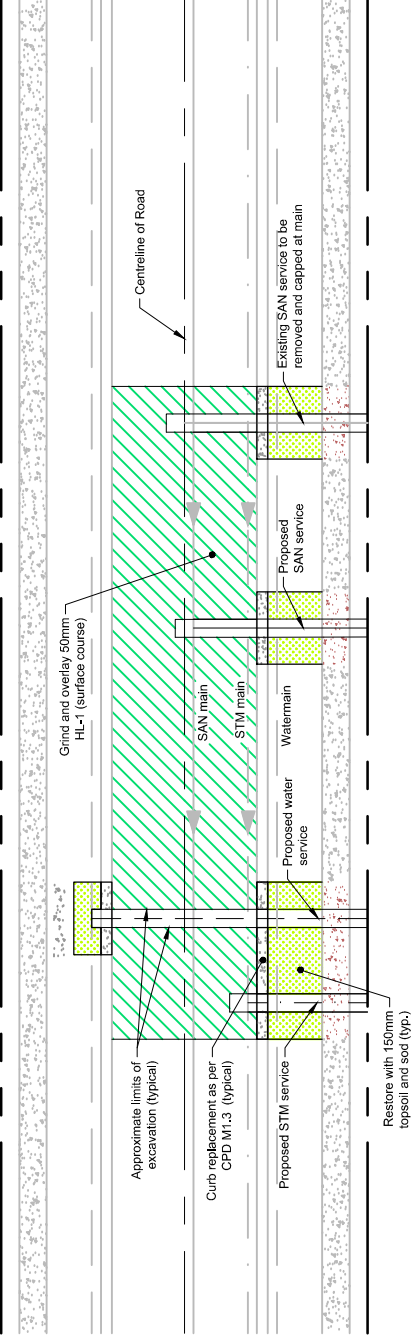 Grind and overlay 50mm
HL-1 (surface course)
Centreline of Road
SAN main
STM main
Watermain
Approximate limits of
excavation (typical)
Curb replacement as per
CPD M1.3 (typical)
Proposed STM service
Proposed water
service
Proposed
SAN service
Existing SAN service to be
removed and capped at main
Restore with 150mm
topsoil and sod (typ.)